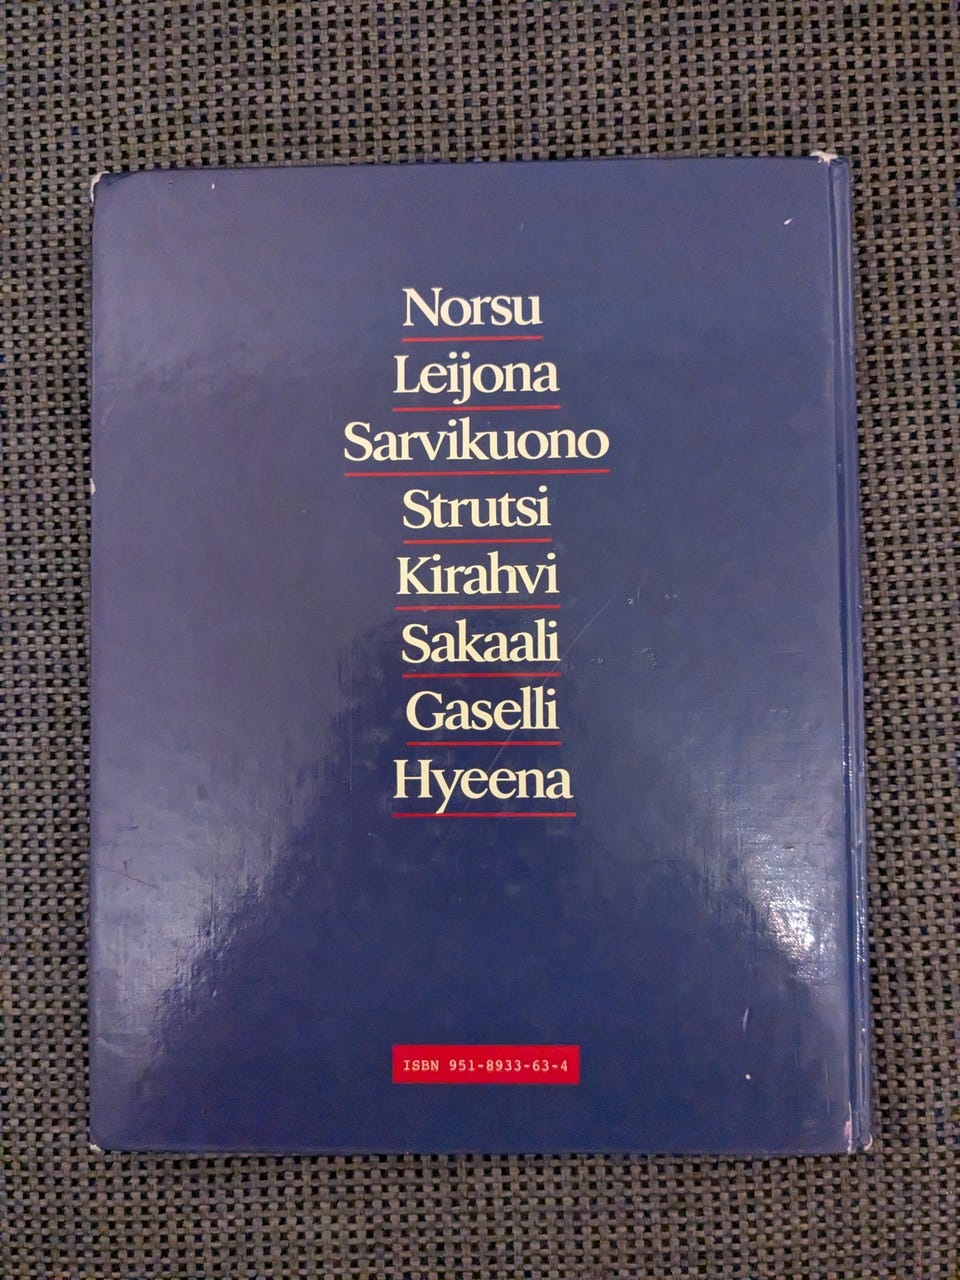 Norsu
Leijona
Sarvikuono
Strutsi
Kirahvi
Sakaali
Gaselli
Hyeena
ISBN 951-8933-63-4